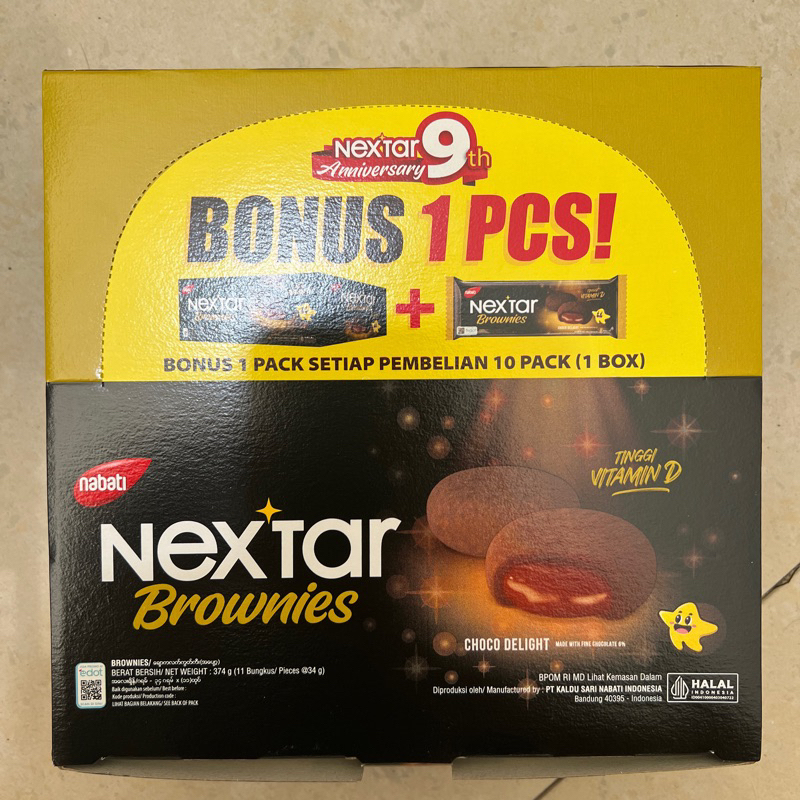 NEXTAR 9th
Anniversary
BONUS 1 PCS!
NEXTAR
Brownies
NEXTAR
+
nabati
NEXTAR
Brownies
VITAMIN D
BONUS 1 PACK SETIAP PEMBELIAN 10 PACK (1 BOX)
TINGGI
VITAMIN D
nabati
NEXTAR
Brownies
CHOCO DELIGHT MADE WITH FINE CHOCOLATE 6%
BROWNIES/
BERAT BERSIH/ NET WEIGHT : 374 g (11 Bungkus/ Pieces @34 g)
Baik digunakan sebelum/ Best before :
Kode produksi/ Production code :
LIHAT BAGIAN BELAKANG/ SEE BACK OF PACK
tedot
BPOM RI MD Lihat Kemasan Dalam
Diproduksi oleh/ Manufactured by : PT KALDU SARI NABATI INDONESIA
Bandung 40395 - Indonesia
HALAL
INDONESIA